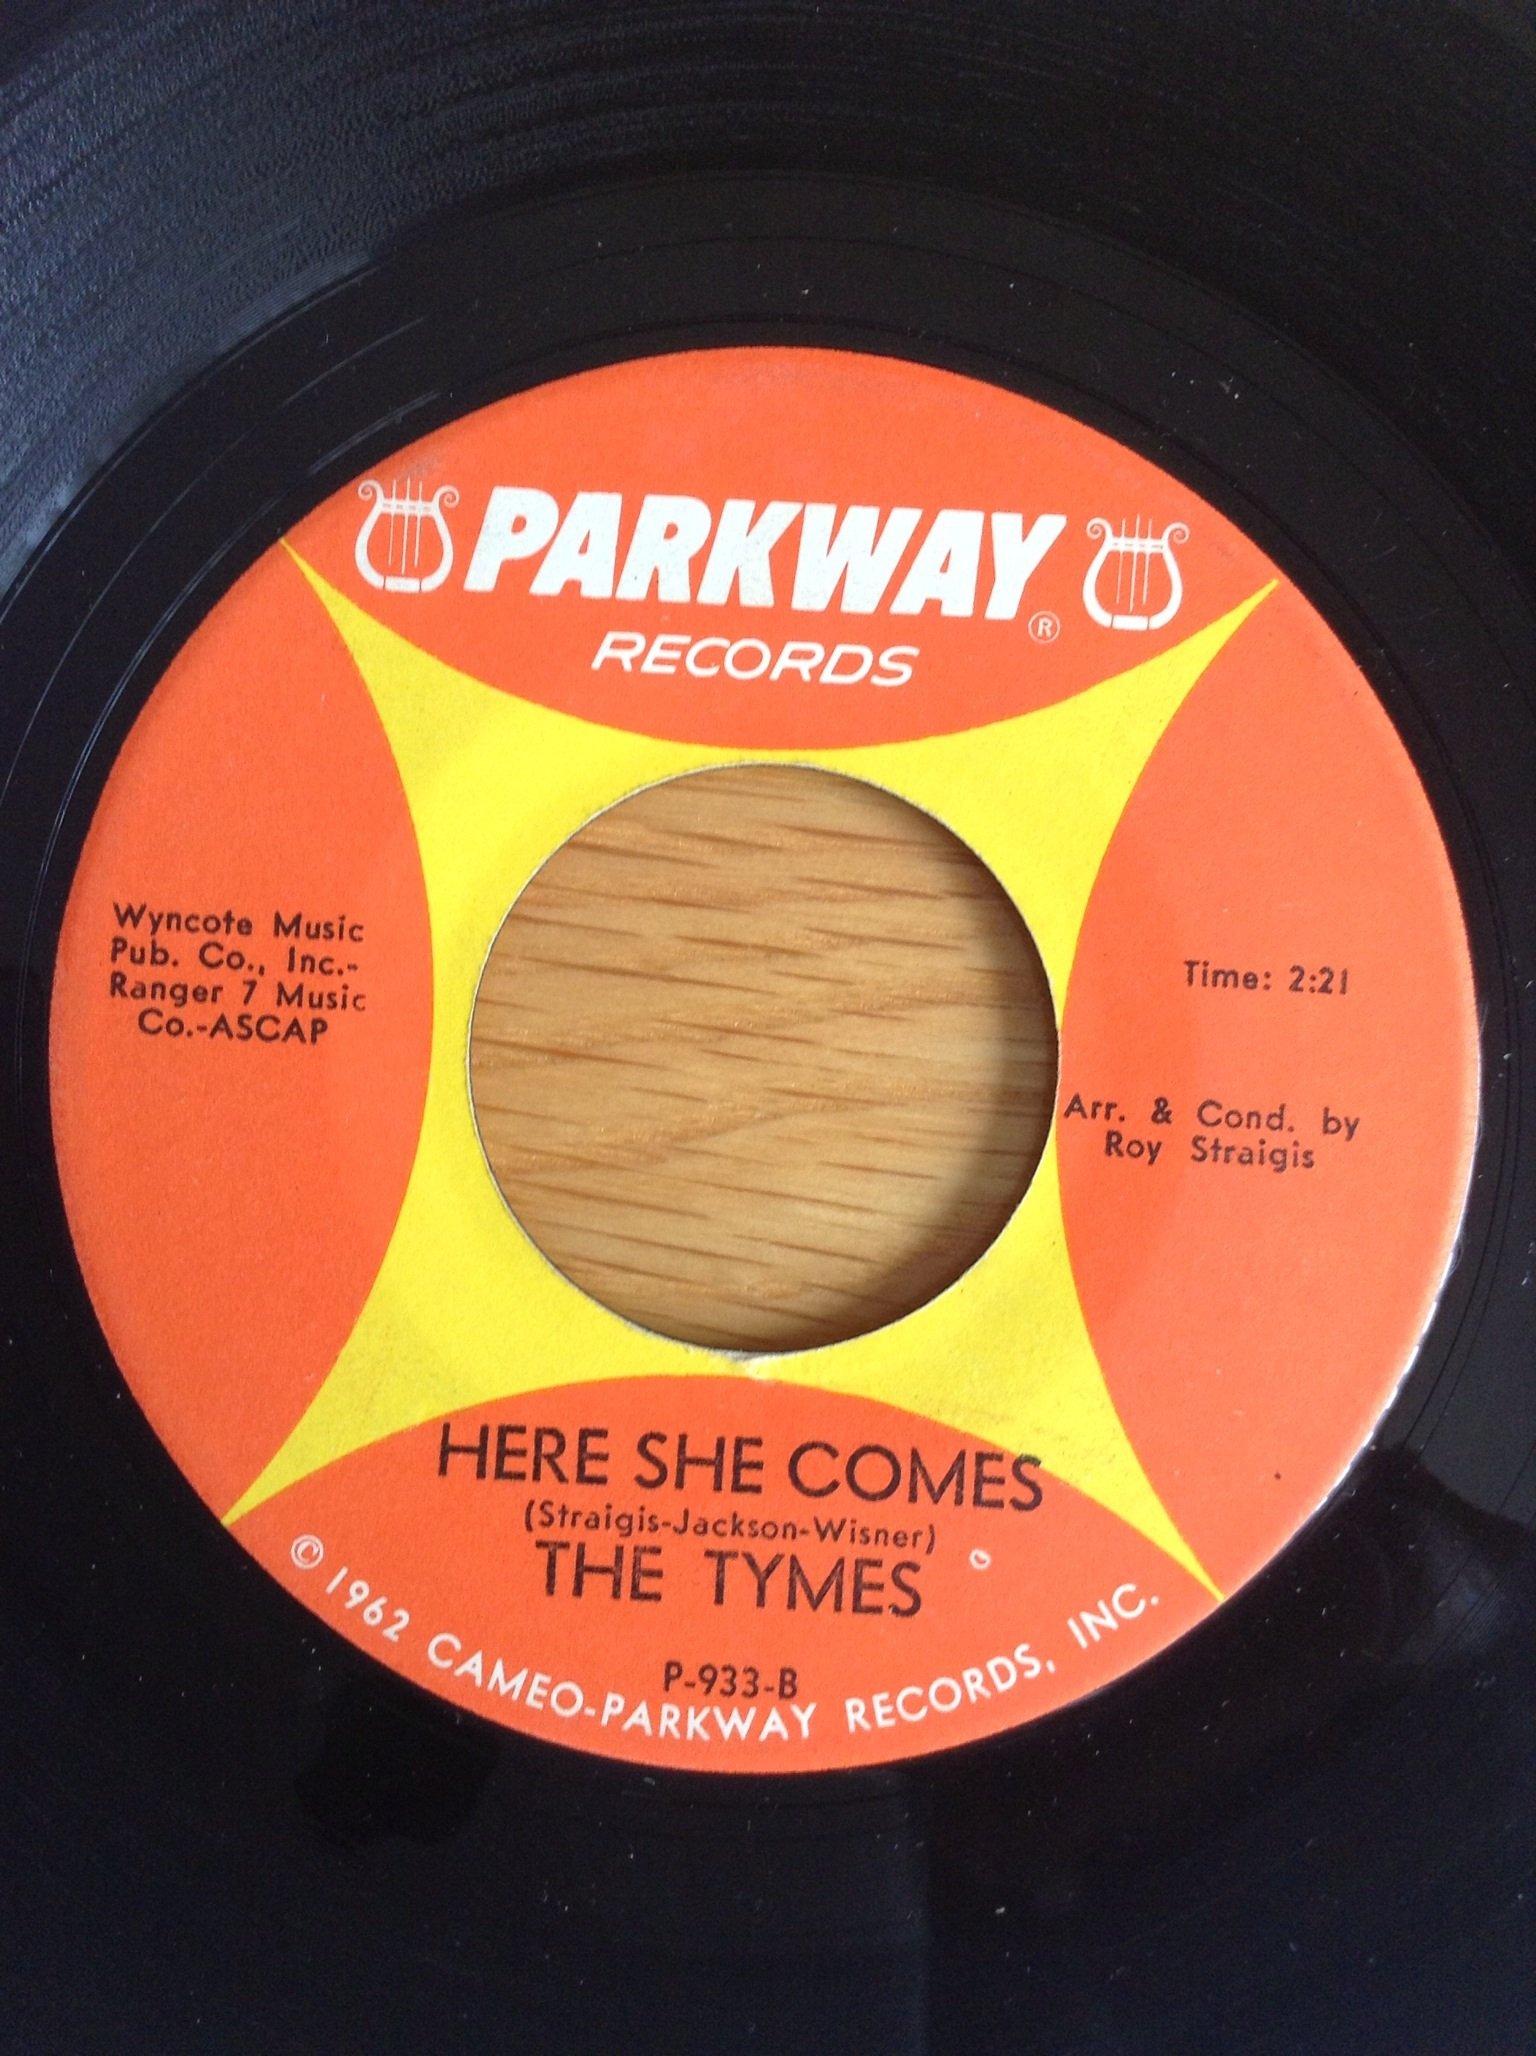 PARKWAY®
RECORDS
Wyncote Music
Pub. Co., Inc.-
Ranger 7 Music
Co.-ASCAP
Time: 2:21
Arr. & Cond. by
Roy Straigis
HERE SHE COMES
(Straigis-Jackson-Wisner)
THE TYMES
P-933-B
© 1962 CAMEO-PARKWAY RECORDS, INC.